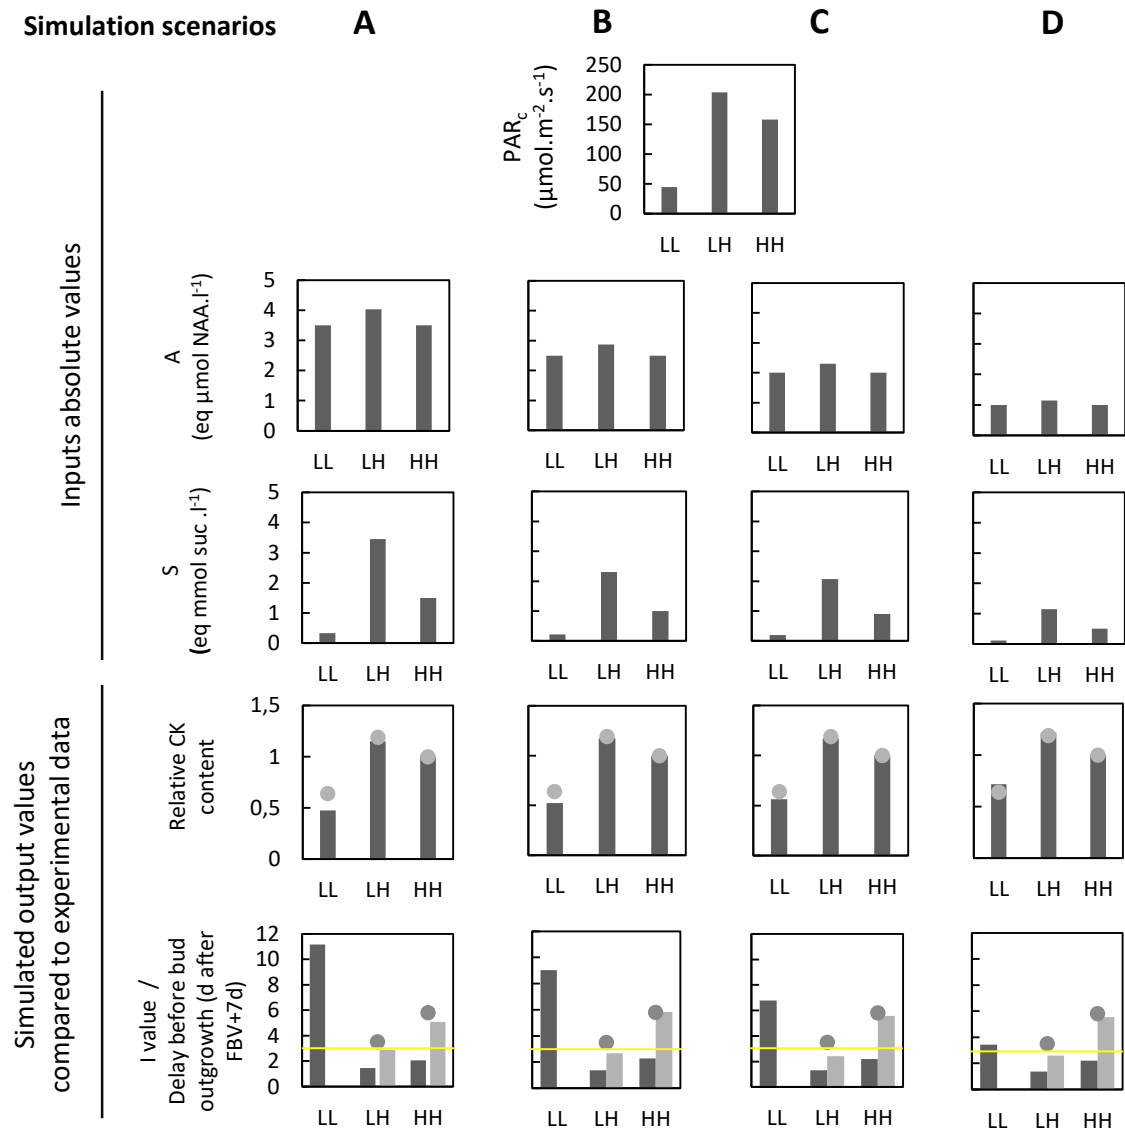 Simulation scenarios A B C D
Inputs absolute values
PARc
(µmol.m-2.s-1)
250
200
150
100
50
0
LL LH HH
A
(eq µmol NAA.l-1)
5
4
3
2
1
0
LL LH HH LL LH HH LL LH HH LL LH HH
S
(eq mmol suc .l-1)
5
4
3
2
1
0
LL LH HH LL LH HH LL LH HH LL LH HH
Simulated output values
compared to experimental data
Relative CK
content
1,5
1
0,5
0
LL LH HH LL LH HH LL LH HH LL LH HH
I value /
Delay before bud
outgrowth (d after
FBV+7d)
12
10
8
6
4
2
0
LL LH HH LL LH HH LL LH HH LL LH HH